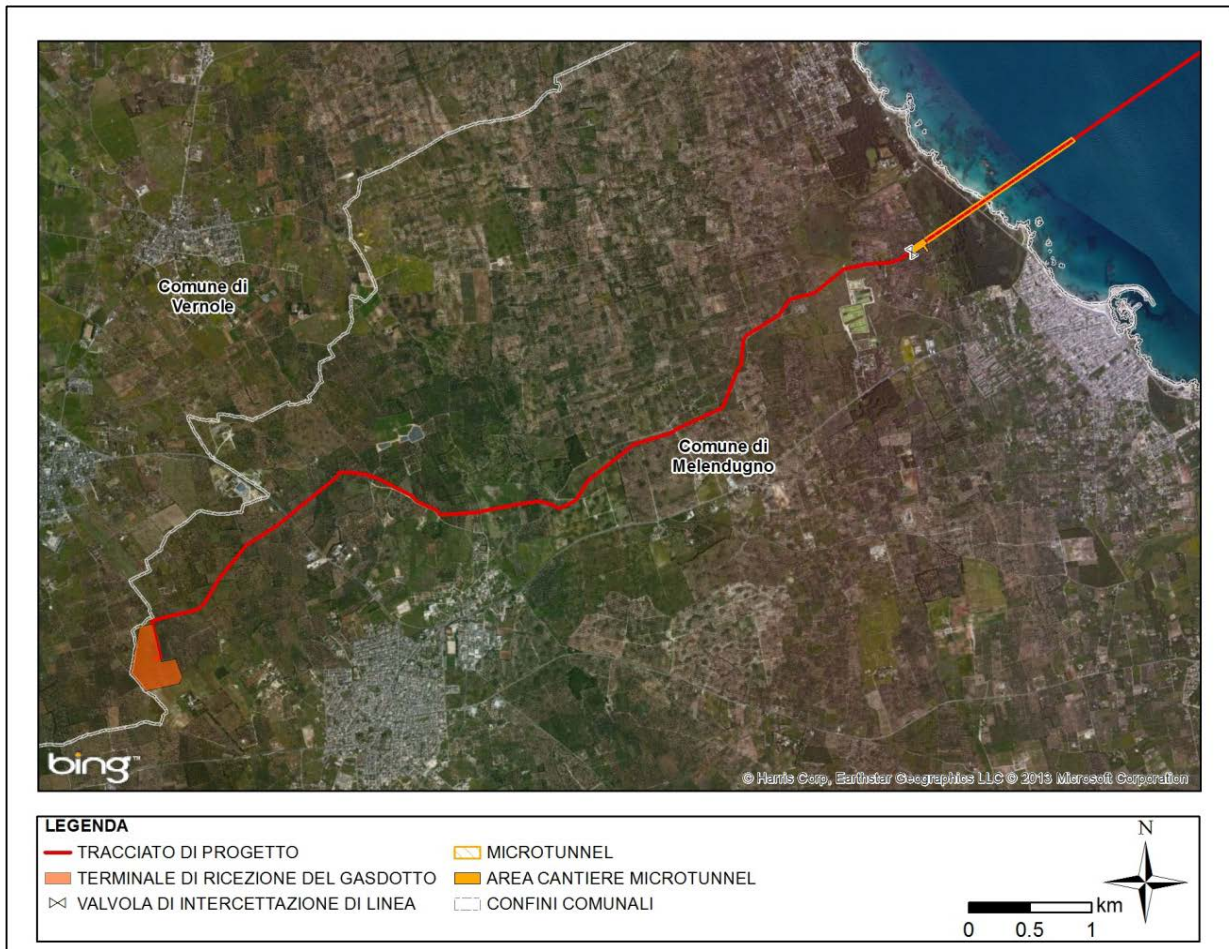 Comune di
Vernole
Comune di
Melendugno
bing™
© Harris Corp, Earthstar Geographics LLC © 2013 Microsoft Corporation
LEGENDA
TRACCIATO DI PROGETTO
TERMINALE DI RICEZIONE DEL GASDOTTO
VALVOLA DI INTERCETTAZIONE DI LINEA
MICROTUNNEL
AREA CANTIERE MICROTUNNEL
CONFINI COMUNALI
N
km
0 0.5 1